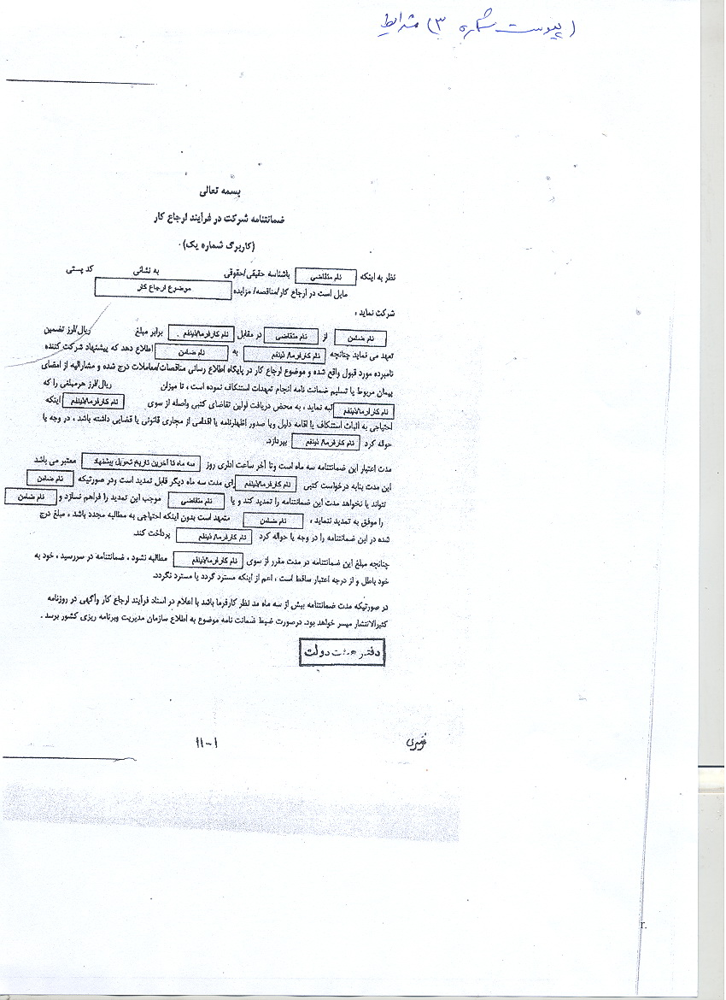 (پیوست شماره ۳) شرایط
بسمه تعالی
ضمانتنامه شرکت در فرآیند ارجاع کار
(کاربرگ شماره یک)
نظر به اینکه نام متقاضی باشناسه حقیقی/حقوقی به نشانی کد پستی
مایل است در ارجاع کار/مناقصه/مزایده موضوع ارجاع کار
شرکت نماید،
نام ضامن از نام متقاضی در مقابل نام کارفرما/ذینفع برابر مبلغ ریال/ارز تضمین
تعهد می نماید چنانچه نام کارفرما/ذینفع به نام ضامن اطلاع دهد که پیشنهاد شرکت کننده
نامبرده مورد قبول واقع شده و موضوع ارجاع کار در پایگاه اطلاع رسانی مناقصات/معاملات درج شده و مشارالیه از امضای
پیمان مربوط یا تسلیم ضمانت نامه انجام تعهدات استنکاف نموده است، تا میزان ریال/ارز هرمبلغی را که
نام کارفرما/ذینفع لبه نماید، به محض دریافت اولین تقاضای کتبی واصله از سوی نام کارفرما/ذینفع اینکه
احتیاجی به اثبات استنکاف یا اقامه دلیل ویا صدور اظهارنامه یا اقدامی از مجاری قانونی یا قضایی داشته باشد، در وجه یا
حواله کرد نام کارفرما/ذینفع بپردازد.
مدت اعتبار این ضمانتنامه سه ماه است وتا آخر ساعت اداری روز سه ماه تا آخرین تاریخ تحویل پیشنهاد معتبر می باشد
این مدت بنابه درخواست کتبی نام کارفرما/ذینفع رای مدت سه ماه دیگر قابل تمدید است ودر صورتیکه نام ضامن
نتواند یا نخواهد مدت این ضمانتنامه را تمدید کند و یا نام متقاضی موجب این تمدید را فراهم نسازد و نام ضامن
را موفق به تمدید ننماید، نام ضامن متعهد است بدون اینکه احتیاجی به مطالبه مجدد باشد، مبلغ درج
شده در این ضمانتنامه را در وجه یا حواله کرد نام کارفرما/ذینفع پرداخت کند.
چنانچه مبلغ این ضمانتنامه در مدت مقرر از سوی نام کارفرما/ذینفع مطالبه نشود، ضمانتنامه در سررسید، خود به
خود باطل و از درجه اعتبار ساقط است، اعم از اینکه مسترد گردد یا مسترد نگردد.
در صورتیکه مدت ضمانتنامه بیش از سه ماه مد نظر کارفرما باشد با اعلام در اسناد فرآیند ارجاع کار وآگهی در روزنامه
کثیرالانتشار میسر خواهد بود. درصورت ضبط ضمانت نامه موضوع به اطلاع سازمان مدیریت وبرنامه ریزی کشور برسد.
دفتر هیئت دولت
۱۱-۱